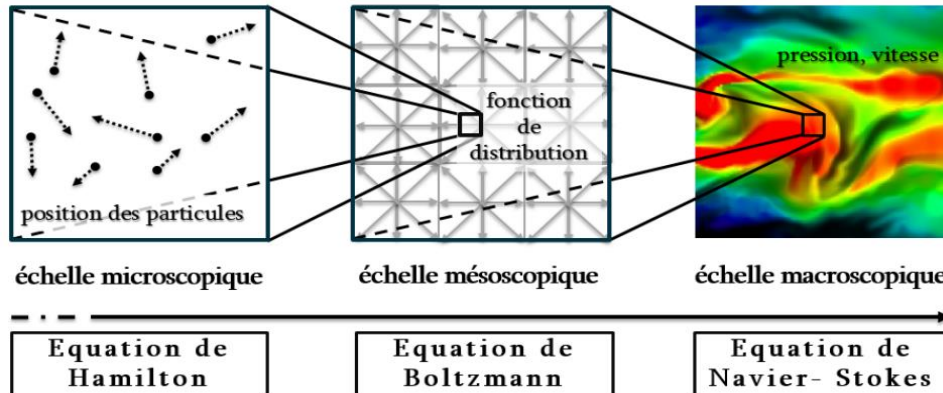 pression, vitesse
fonction
de
distribution
position des particules
échelle microscopique
échelle mésoscopique
échelle macroscopique
Equation de
Hamilton
Equation de
Boltzmann
Equation de
Navier- Stokes